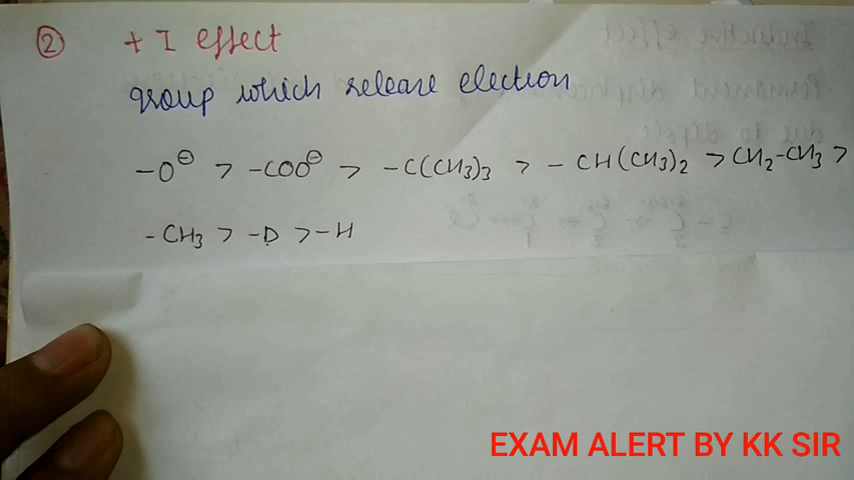 ② + I effect
group which release election
-O⊖ > -COO⊖ > -C(CH₃)₃ > - CH(CH₃)₂ > CH₂-CH₃ >
-CH₃ > -D > -H
EXAM ALERT BY KK SIR